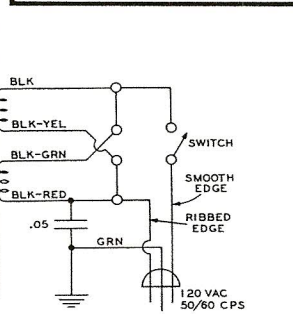 BLK
BLK-YEL
BLK-GRN
SWITCH
SMOOTH
EDGE
BLK-RED
RIBBED
EDGE
.05
GRN
120 VAC
50/60 CPS